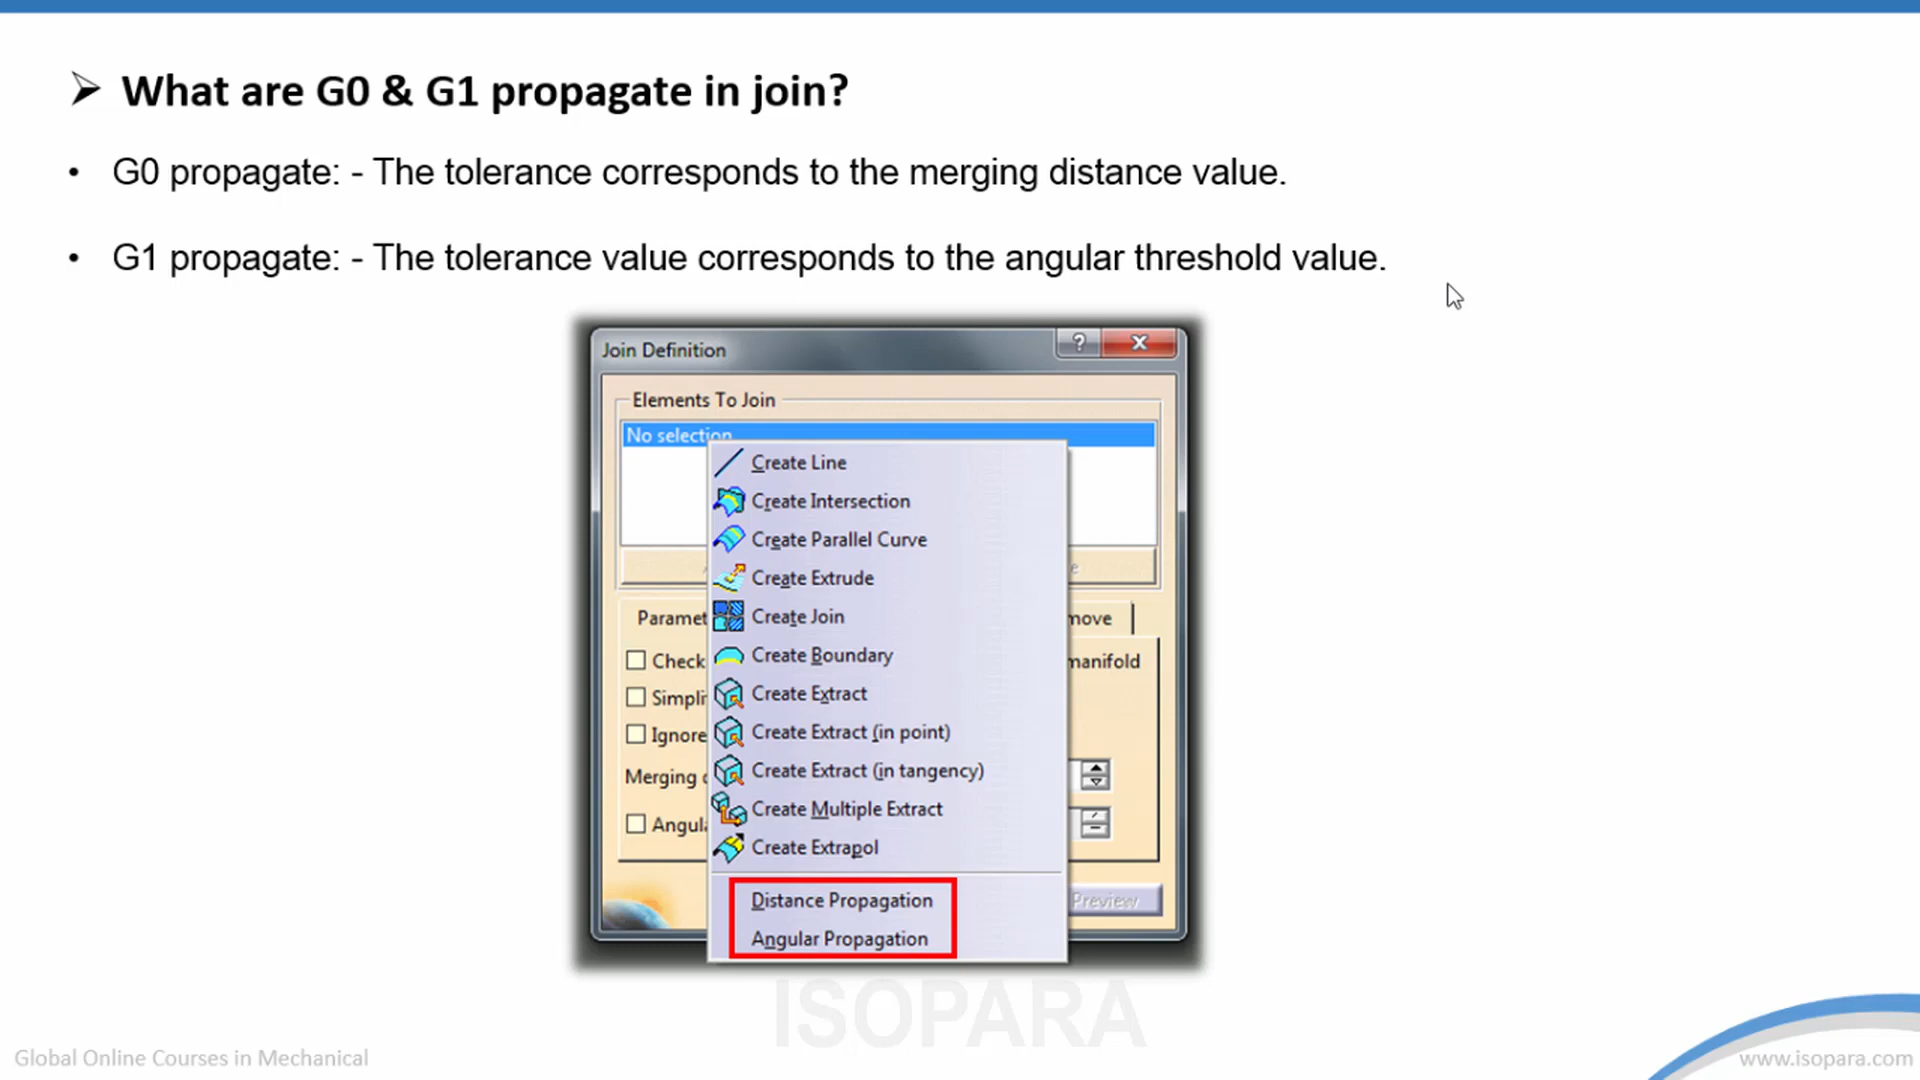 What are G0 & G1 propagate in join?
• G0 propagate: - The tolerance corresponds to the merging distance value.
• G1 propagate: - The tolerance value corresponds to the angular threshold value.
Join Definition
?
Elements To Join
No selection
Create Line
Create Intersection
Create Parallel Curve
Create Extrude
Create Join
Create Boundary
Create Extract
Create Extract (in point)
Create Extract (in tangency)
Create Multiple Extract
Create Extrapol
Distance Propagation
Angular Propagation
Paramet
move
Check
manifold
Simpli
Ignore
Merging
Angul
Preview
ISOPARA
Global Online Courses in Mechanical
www.isopara.com